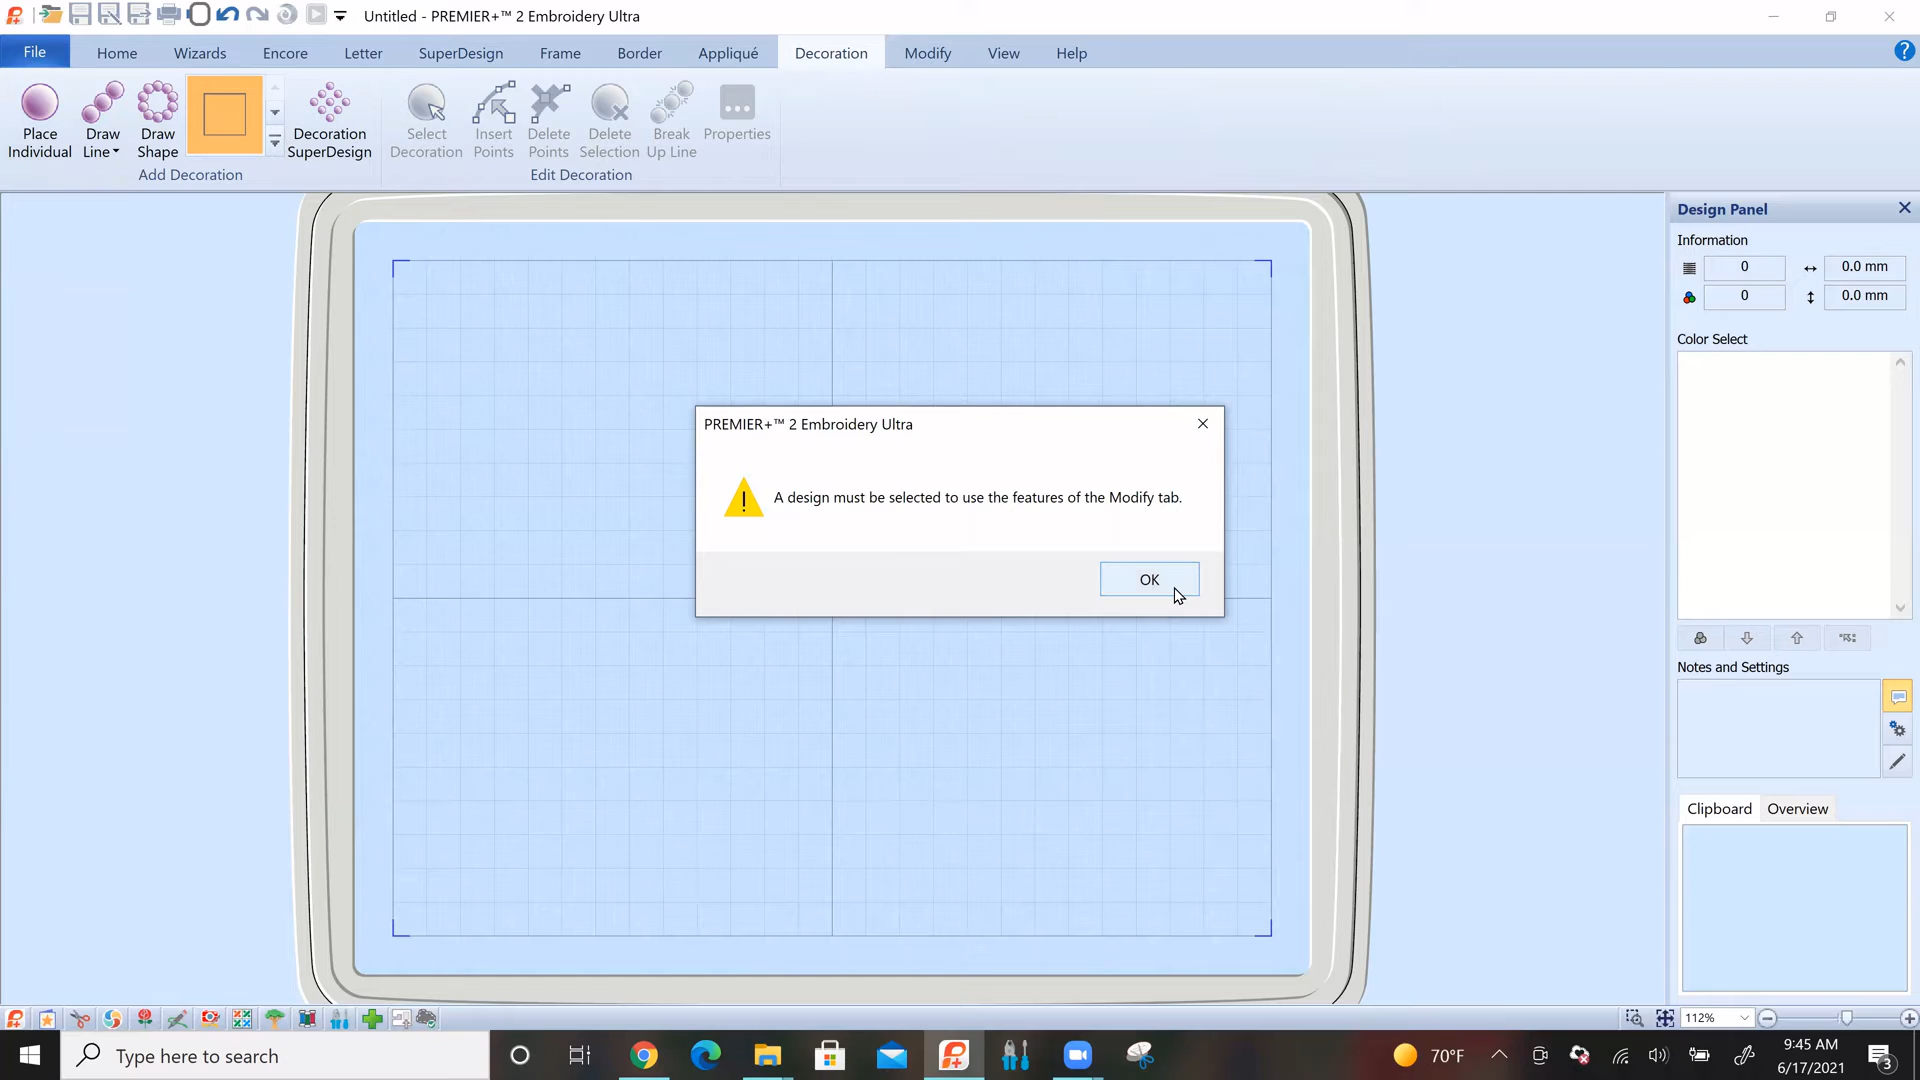 Untitled - PREMIER+™ 2 Embroidery Ultra
File Home Wizards Encore Letter SuperDesign Frame Border Appliqué Decoration Modify View Help
Place Individual
Draw Line
Draw Shape
Decoration SuperDesign
Select Decoration
Insert Points
Delete Points
Delete Selection
Break Up Line
Properties
Add Decoration
Edit Decoration
Design Panel
Information
0 0.0 mm
0 0.0 mm
Color Select
PREMIER+™ 2 Embroidery Ultra
A design must be selected to use the features of the Modify tab.
OK
Notes and Settings
Clipboard Overview
112%
Type here to search
70°F
9:45 AM
6/17/2021
3